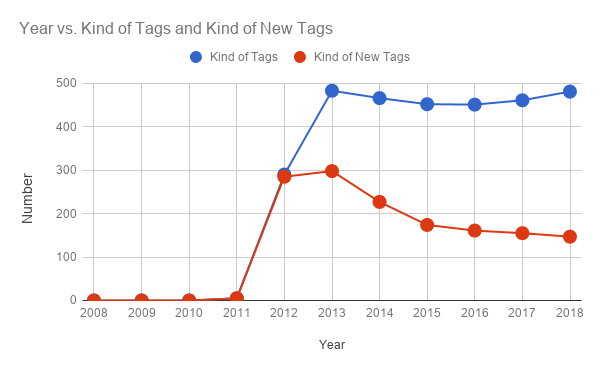 Year vs. Kind of Tags and Kind of New Tags
Kind of Tags Kind of New Tags
500
400
300
200
100
0
Number
2008 2009 2010 2011 2012 2013 2014 2015 2016 2017 2018
Year